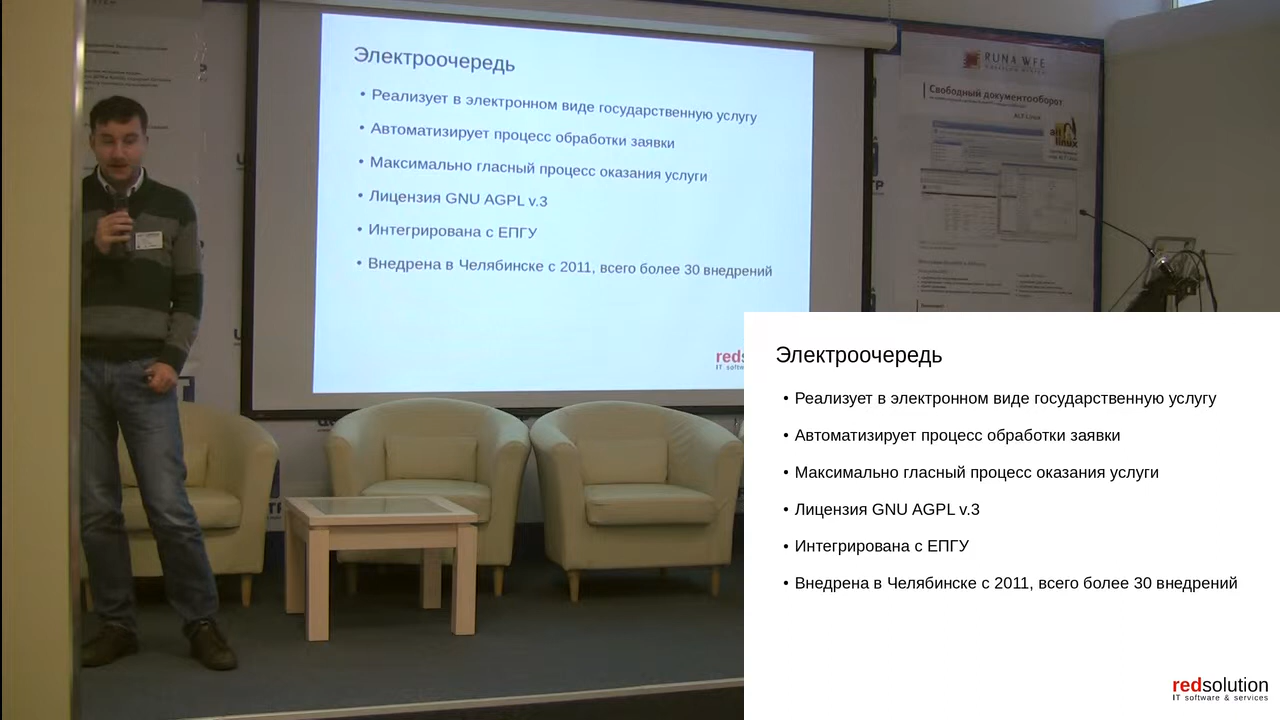 Электроочередь
• Реализует в электронном виде государственную услугу
• Автоматизирует процесс обработки заявки
• Максимально гласный процесс оказания услуги
• Лицензия GNU AGPL v.3
• Интегрирована с ЕПГУ
• Внедрена в Челябинске с 2011, всего более 30 внедрений
RUNA WFE
Свободный документооборот
ALT Linux
Электроочередь
• Реализует в электронном виде государственную услугу
• Автоматизирует процесс обработки заявки
• Максимально гласный процесс оказания услуги
• Лицензия GNU AGPL v.3
• Интегрирована с ЕПГУ
• Внедрена в Челябинске с 2011, всего более 30 внедрений
redsolution
IT software & services